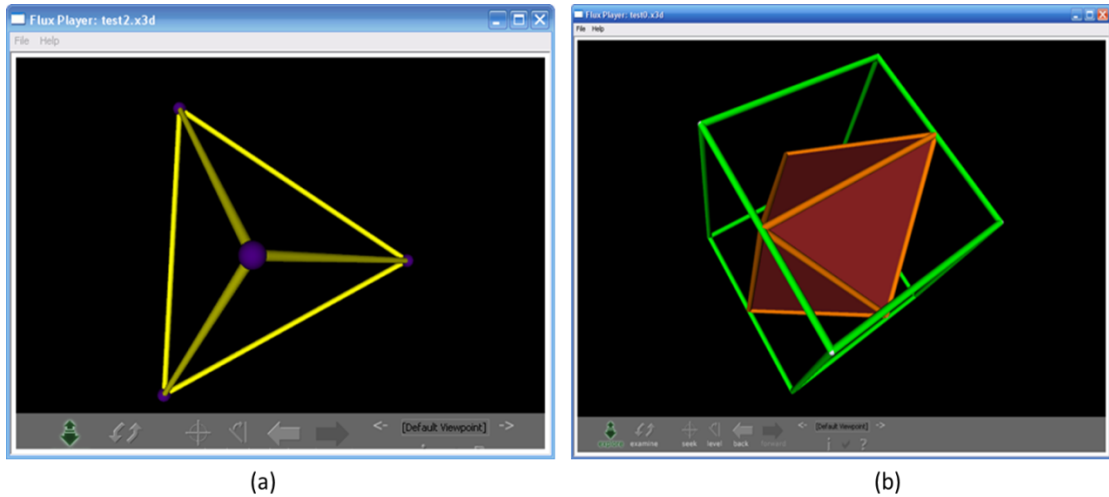 Flux Player: test2.x3d
File Help
<- [Default Viewpoint] ->
(a)
Flux Player: test0.x3d
File Help
examine seek level back forward
<- [Default Viewpoint] ->
i ?
(b)